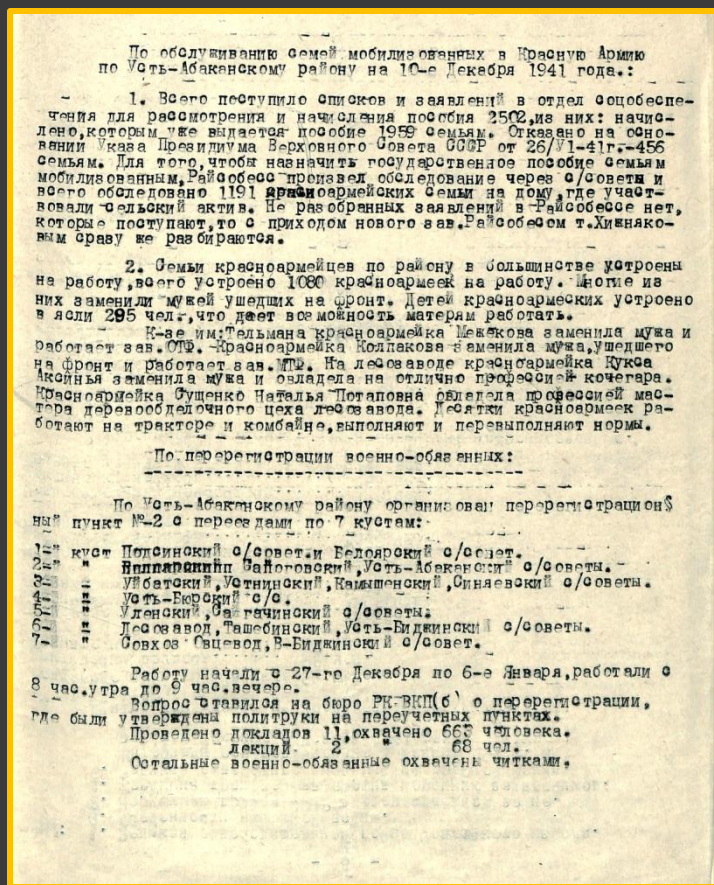 По обслуживанию семей мобилизованных в Красную Армию
по Усть-Абаканскому району на 10-е Декабря 1941 года.:
1. Всего поступило списков и заявлений в отдел соцобеспе-
чения для рассмотрения и начисления пособия 2502,из них: начис-
лено,которым уже выдается пособие 1959 семьям. Отказано на осно-
вании Указа Президиума Верховного Совета СССР от 26/У1-41г.-456
семьям. Для того,чтобы назначить государственное пособие семьям
мобилизованным,Райсобесс произвел обследование через с/советы и
всего обследовано 1191 красноармейских семьи на дому,где участ-
вовали сельский актив. Не разобранных заявлений в Райсобессе нет,
которые поступают,то с приходом нового зав.Райсобесом т.Хижняко-
вым сразу же разбираются.
2. Семьи красноармейцев по району в большинстве устроены
на работу,всего устроено 1080 красноармеек на работу. Многие из
них заменили мужей ушедших на фронт. Детей красноармеских устроено
в ясли 295 чел.,что дает возможность матерям работать.
К-зе им:Тельмана красноармейка Межекова заменила мужа и
работает зав.ОТФ. Красноармейка Колпакова заменила мужа,ушедшего
на фронт и работает зав.МТФ. На лесозаводе красноармейка Кукса
Аксинья заменила мужа и овладела на отлично профессией кочегара.
Красноармейка Сущенко Наталья Потаповна овладела профессией мас-
тера деревообделочного цеха лесозавода. Десятки красноармеек ра-
ботают на тракторе и комбайне,выполняют и перевыполняют нормы.
По перерегистрации военно-обязанных:
По Усть-Абаканскому району организован перерегистрацион
ный пункт №-2 с переездами по 7 кустам:
1-" куст Подсинский с/совет.и Белоярский с/совет.
2-" " Сапоговский,Усть-Абаканский с/советы.
3- " Уйбатский,Устнинский,Камышенский,Синяевский с/советы.
4- " Усть-Бюрский с/с.
5- " Уленский,Сайгачинский с/советы.
6- " Лесозавод,Ташебинский,Усть-Биджинский с/советы.
7- " Совхоз Овцевод,В-Биджинский с/совет.
Работу начели с 27-го Декабря по 6-е Января,работали с
8 час.утра до 9 час.вечере.
Вопрос ставился на бюро РК ВКП(б) о перерегистрации,
где были утверждены политруки на переучетных пунктах.
Проведено докладов 11,охвачено 663 человека.
лекций 2 " 68 чел.
Остальные военно-обязанные охвачены читками.